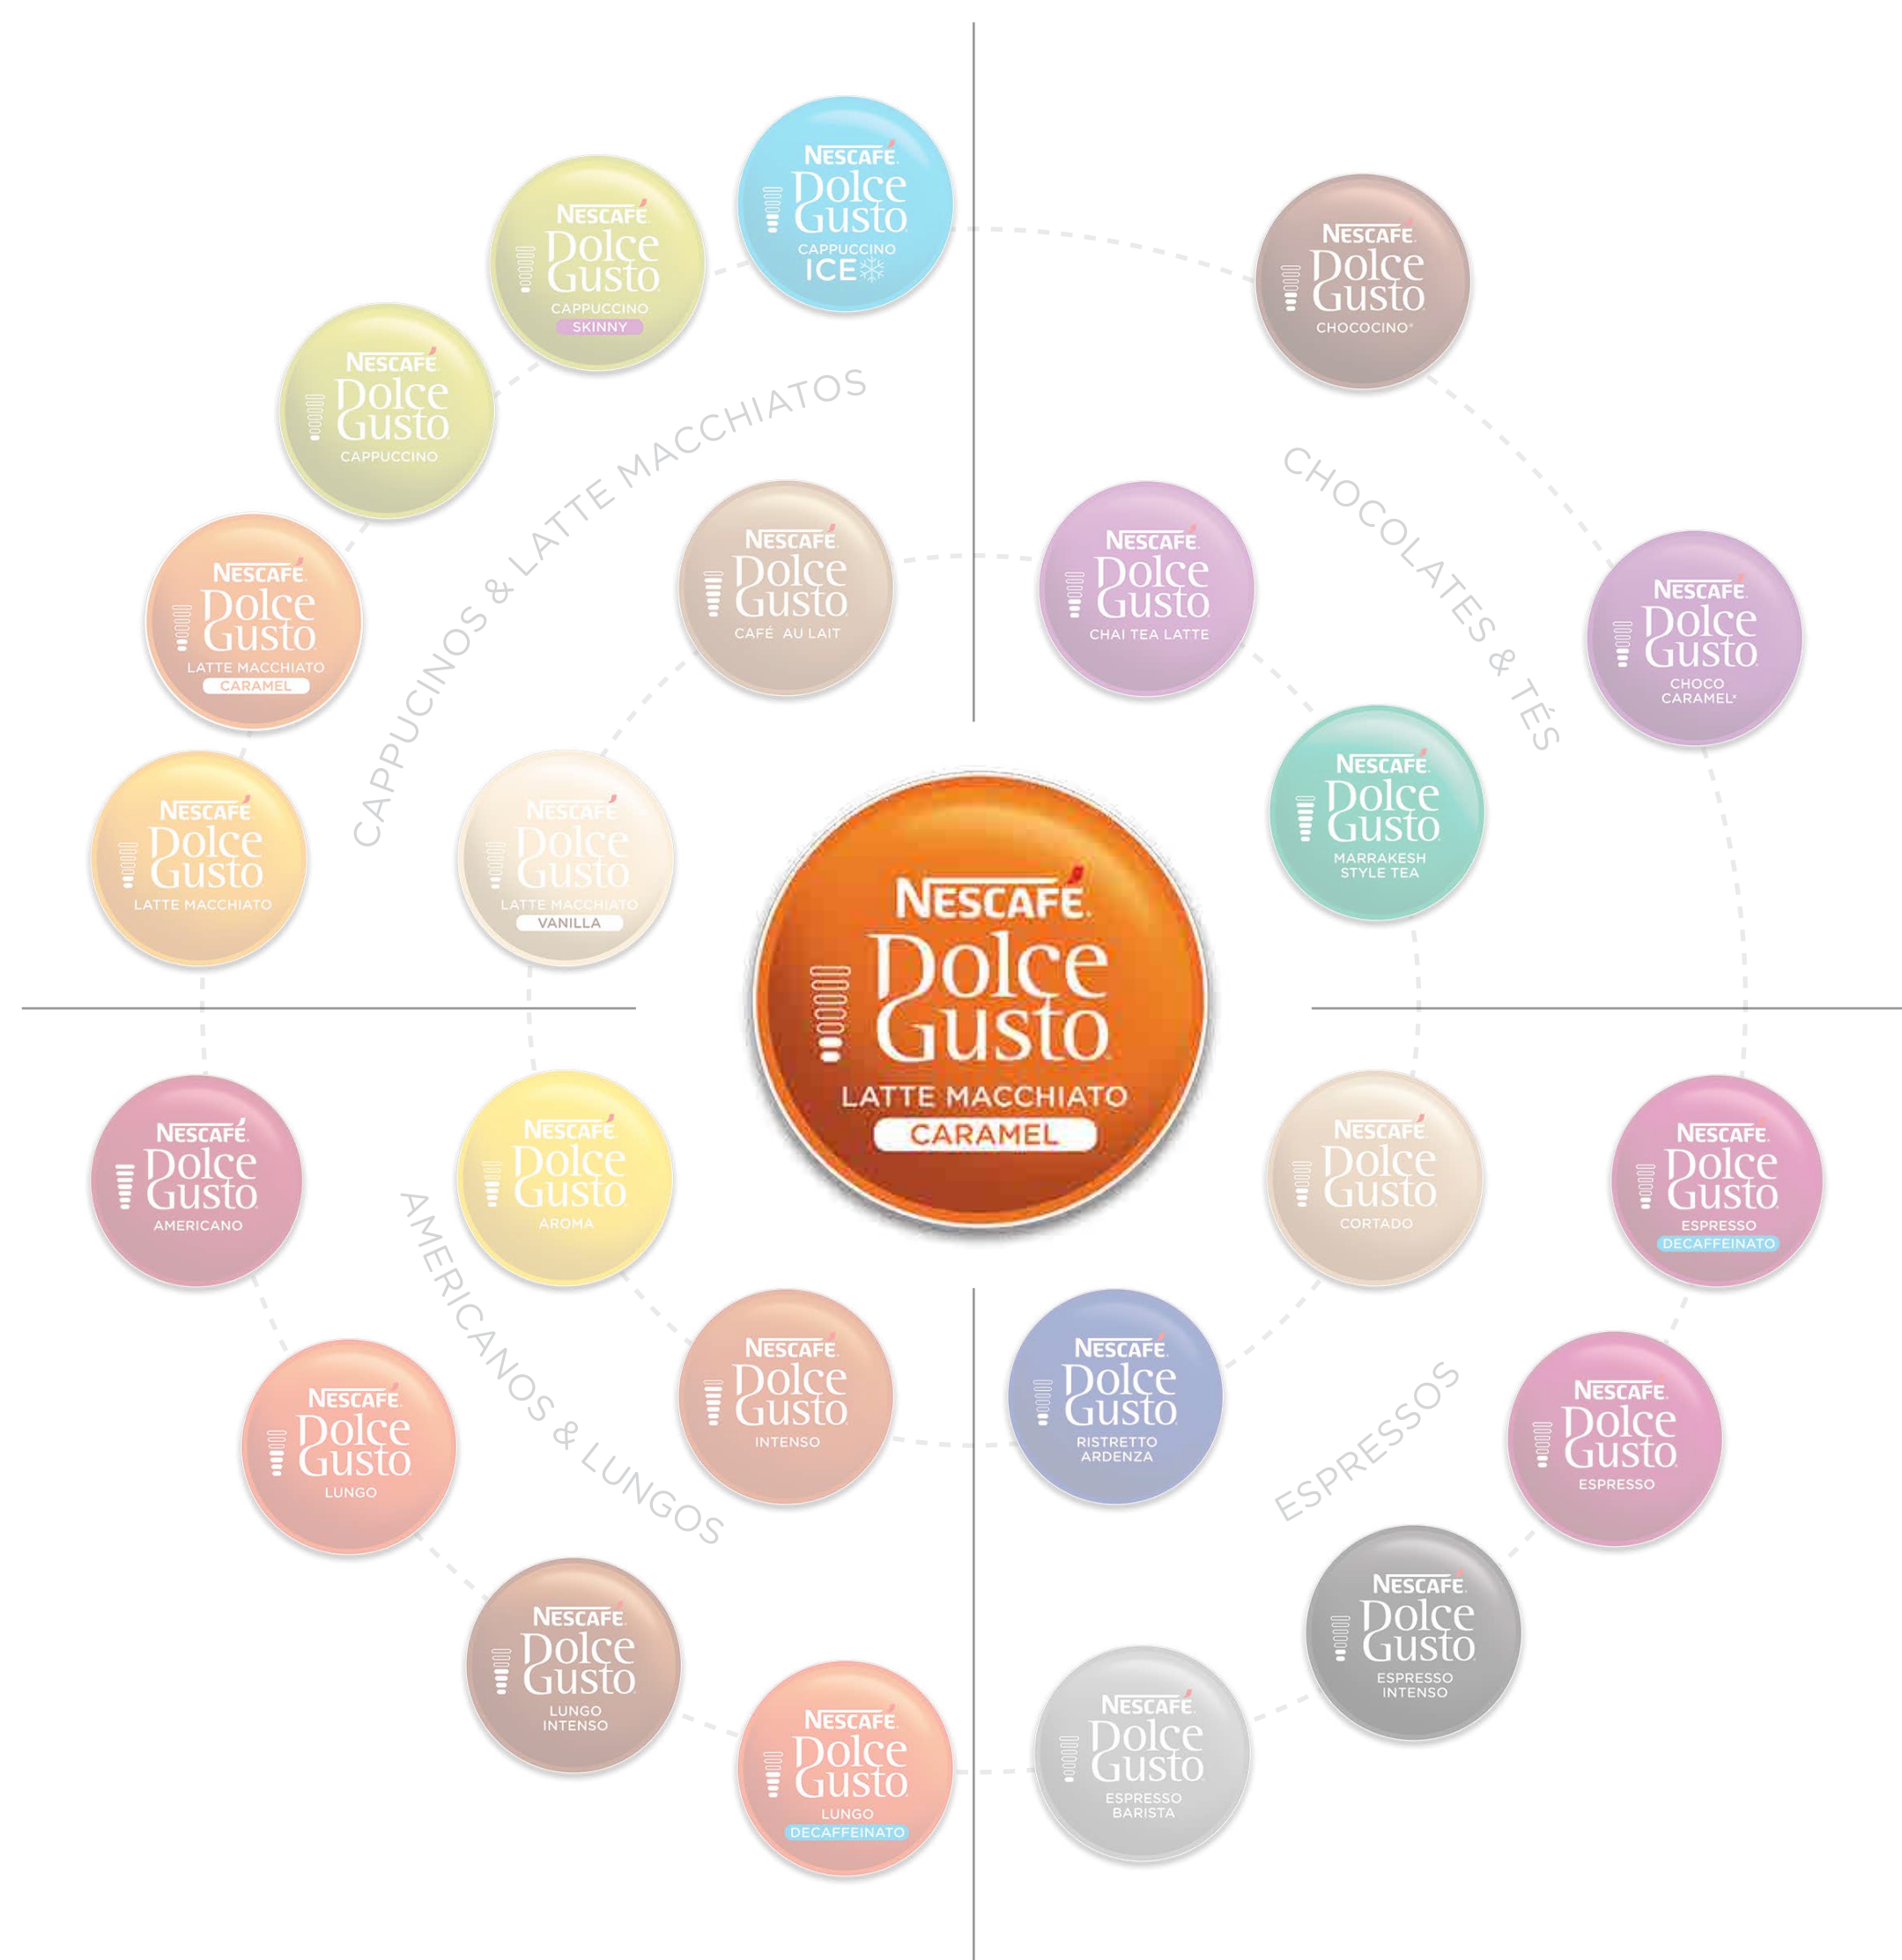 NESCAFÉ.
Dolce
Gusto
CAPPUCCINO
ICE
NESCAFÉ.
Dolce
Gusto
CAPPUCCINO
SKINNY
NESCAFÉ.
Dolce
Gusto
CAPPUCCINO
NESCAFÉ.
Dolce
Gusto
LATTE MACCHIATO
CARAMEL
NESCAFÉ.
Dolce
Gusto
LATTE MACCHIATO
CAPPUCINOS & LATTE MACCHIATOS
NESCAFÉ.
Dolce
Gusto
CAFÉ AU LAIT
NESCAFÉ.
Dolce
Gusto
LATTE MACCHIATO
VANILLA
NESCAFÉ.
Dolce
Gusto
CHOCOCINO®
NESCAFÉ.
Dolce
Gusto
CHOCO
CARAMEL®
CHOCOLATES & TÉS
NESCAFÉ.
Dolce
Gusto
CHAI TEA LATTE
NESCAFÉ.
Dolce
Gusto
MARRAKESH
STYLE TEA
NESCAFÉ.
Dolce
Gusto
LATTE MACCHIATO
CARAMEL
NESCAFÉ.
Dolce
Gusto
AMERICANO
NESCAFÉ.
Dolce
Gusto
AROMA
NESCAFÉ.
Dolce
Gusto
INTENSO
AMERICANOS & LUNGOS
NESCAFÉ.
Dolce
Gusto
LUNGO
NESCAFÉ.
Dolce
Gusto
LUNGO
INTENSO
NESCAFÉ.
Dolce
Gusto
LUNGO
DECAFFEINATO
NESCAFÉ.
Dolce
Gusto
CORTADO
NESCAFÉ.
Dolce
Gusto
ESPRESSO
DECAFFEINATO
NESCAFÉ.
Dolce
Gusto
RISTRETTO
ARDENZA
ESPRESSOS
NESCAFÉ.
Dolce
Gusto
ESPRESSO
NESCAFÉ.
Dolce
Gusto
ESPRESSO
INTENSO
NESCAFÉ.
Dolce
Gusto
ESPRESSO
BARISTA